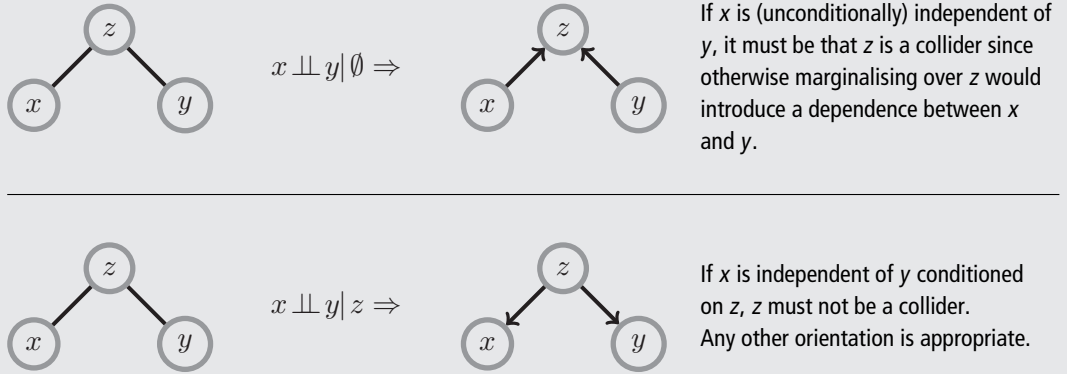 z
x
y
x ⊥⊥ y| ∅ ⇒
z
x
y
If x is (unconditionally) independent of
y, it must be that z is a collider since
otherwise marginalising over z would
introduce a dependence between x
and y.
z
x
y
x ⊥⊥ y| z ⇒
z
x
y
If x is independent of y conditioned
on z, z must not be a collider.
Any other orientation is appropriate.